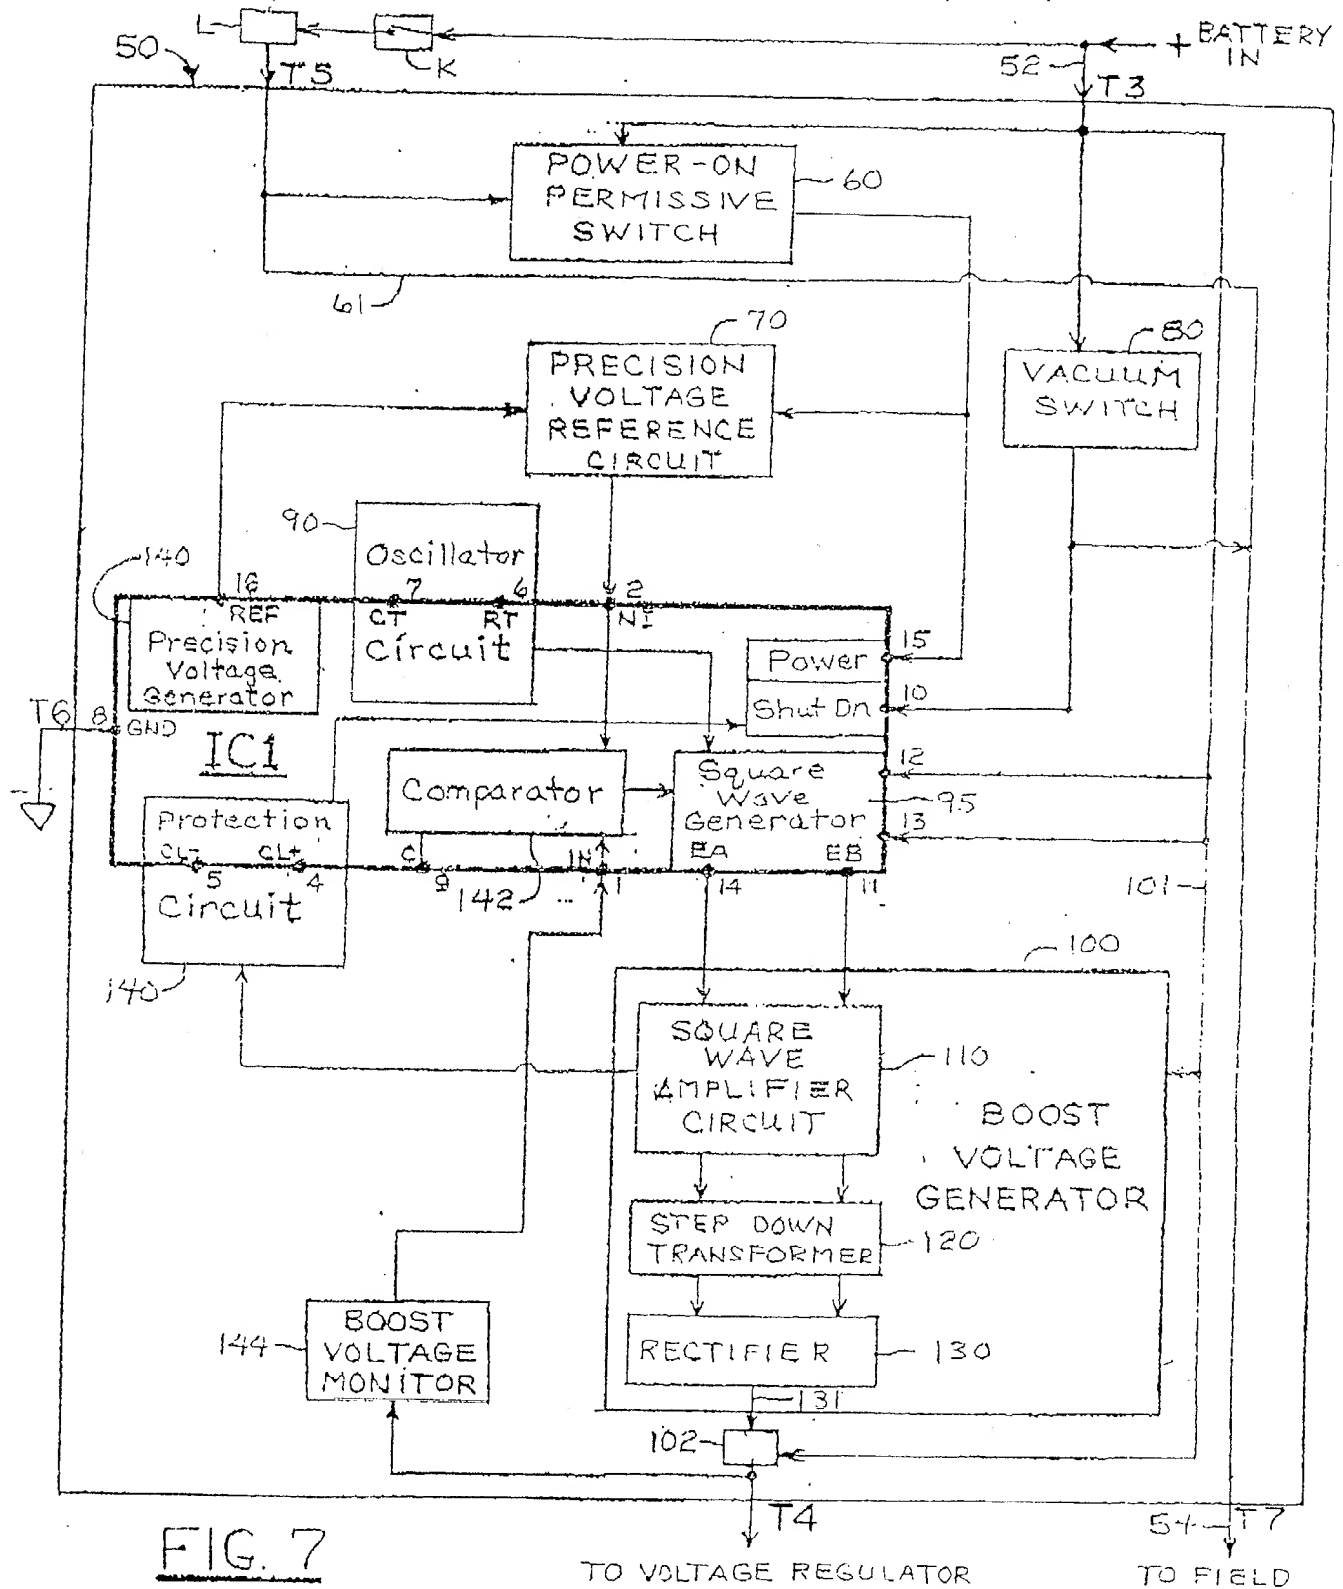 L
K
+ BATTERY
IN
50
T5
52
T3
POWER-ON
PERMISSIVE
SWITCH
60
61
70
PRECISION
VOLTAGE
REFERENCE
CIRCUIT
80
VACUUM
SWITCH
90
Oscillator
Circuit
140
16
REF
7
CT
6
RT
2
NI
Precision
Voltage
Generator
Power
15
Shut Dn
10
T6
8
GND
IC1
12
Comparator
Square
Wave
Generator
95
13
Protection
Circuit
CL-
CL+
5
4
C
9
142
IN
1
EA
14
EB
11
101
140
100
SQUARE
WAVE
AMPLIFIER
CIRCUIT
110
BOOST
VOLTAGE
GENERATOR
STEP DOWN
TRANSFORMER
120
144
BOOST
VOLTAGE
MONITOR
RECTIFIER
130
131
102
T4
54
T7
FIG. 7
TO VOLTAGE REGULATOR
TO FIELD